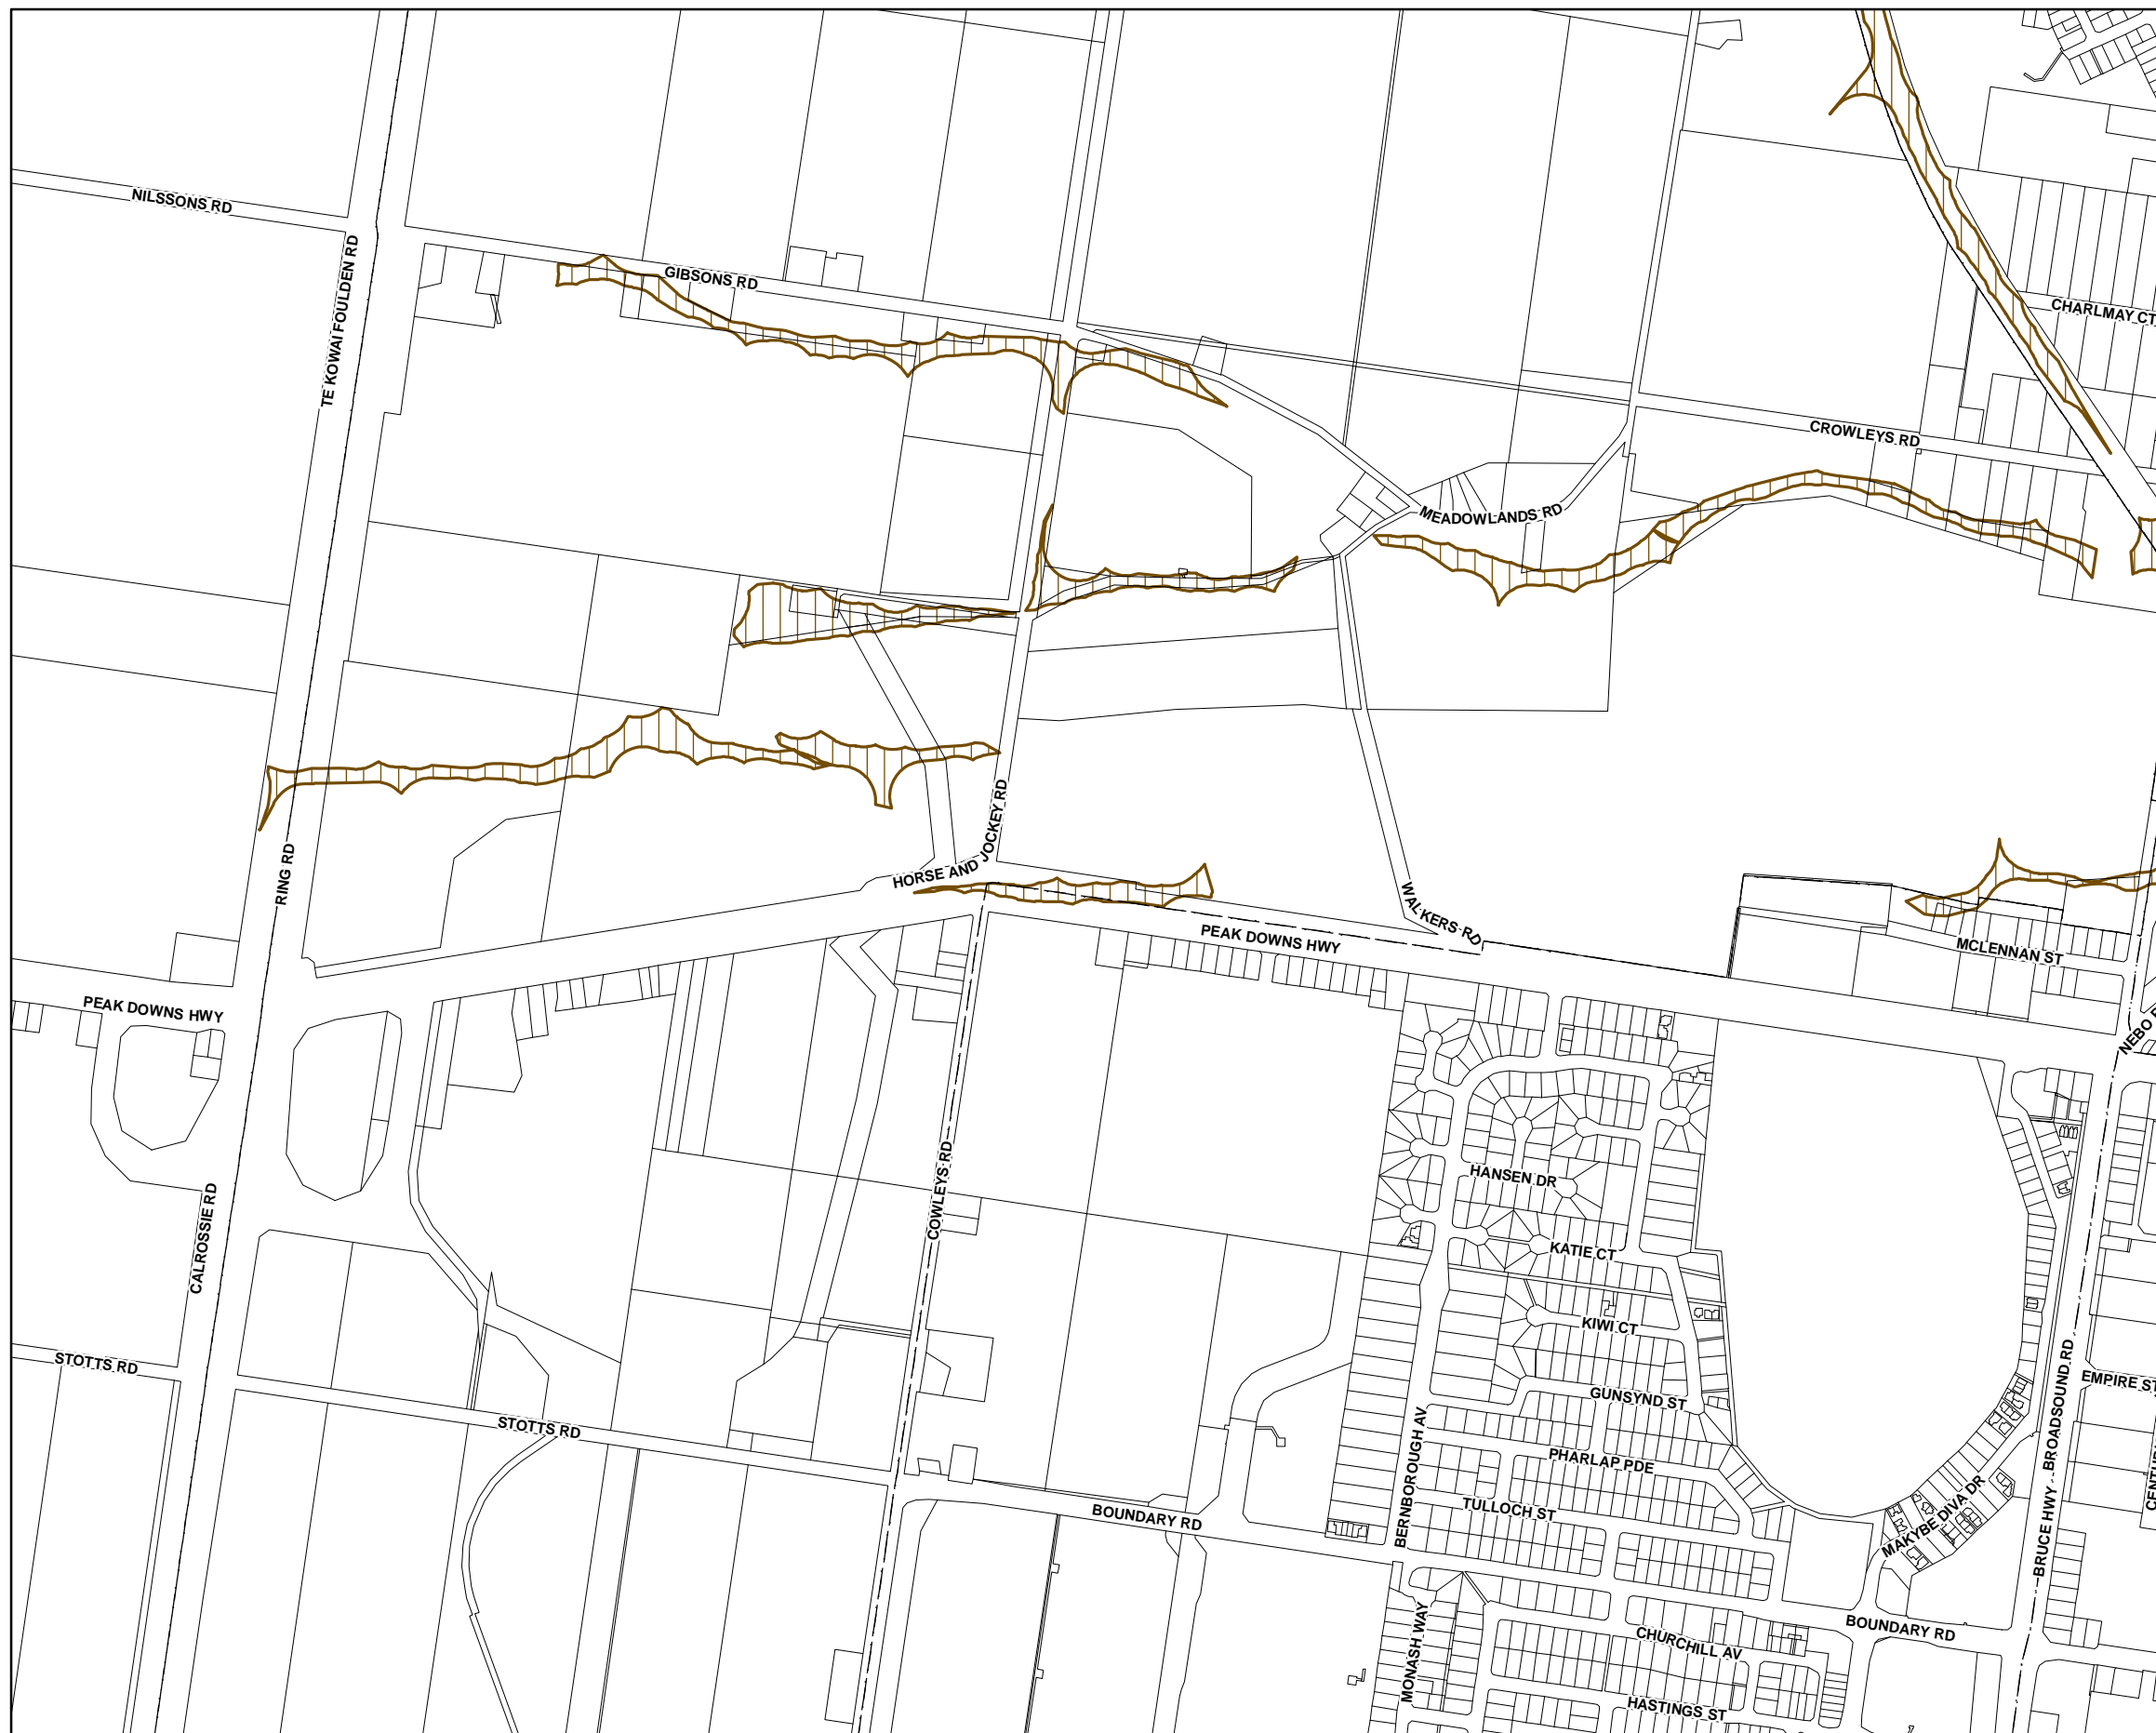 NILSSONS RD
TE KOWAI FOULDEN RD
GIBSONS RD
CHARLMAY CT
CROWLEYS RD
MEADOWLANDS RD
HORSE AND JOCKEY RD
RING RD
WALKERS RD
PEAK DOWNS HWY
MCLENNAN ST
PEAK DOWNS HWY
NEBO
HANSEN DR
COWLEYS RD
CALROSSIE RD
KATIE CT
KIWI CT
STOTTS RD
EMPIRE ST
GUNSYND ST
STOTTS RD
BRUCE HWY - BROADSOUND RD
BERNBOROUGH AV
PHARLAP PDE
TULLOCH ST
BOUNDARY RD
MAKYBE DIVA DR
MONASH WAY
CHURCHILL AV
BOUNDARY RD
HASTINGS ST